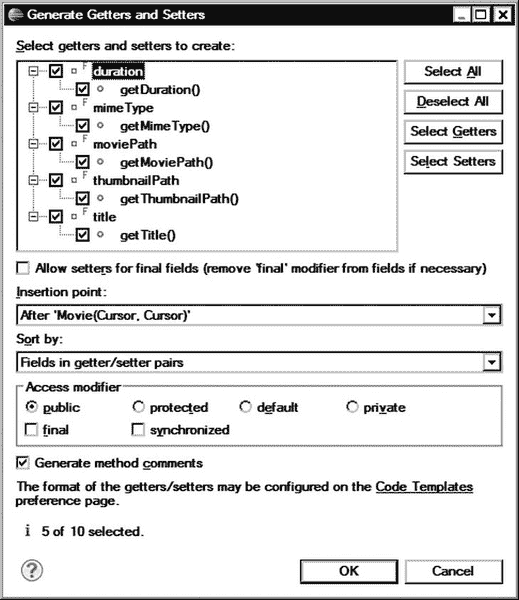 Generate Getters and Setters
Select getters and setters to create:
F duration
getDuration()
F mimeType
getMimeType()
F moviePath
getMoviePath()
F thumbnailPath
getThumbnailPath()
F title
getTitle()
Select All
Deselect All
Select Getters
Select Setters
Allow setters for final fields (remove 'final' modifier from fields if necessary)
Insertion point:
After 'Movie(Cursor, Cursor)'
Sort by:
Fields in getter/setter pairs
Access modifier
public protected default private
final synchronized
Generate method comments
The format of the getters/setters may be configured on the Code Templates
preference page.
i 5 of 10 selected.
? OK Cancel